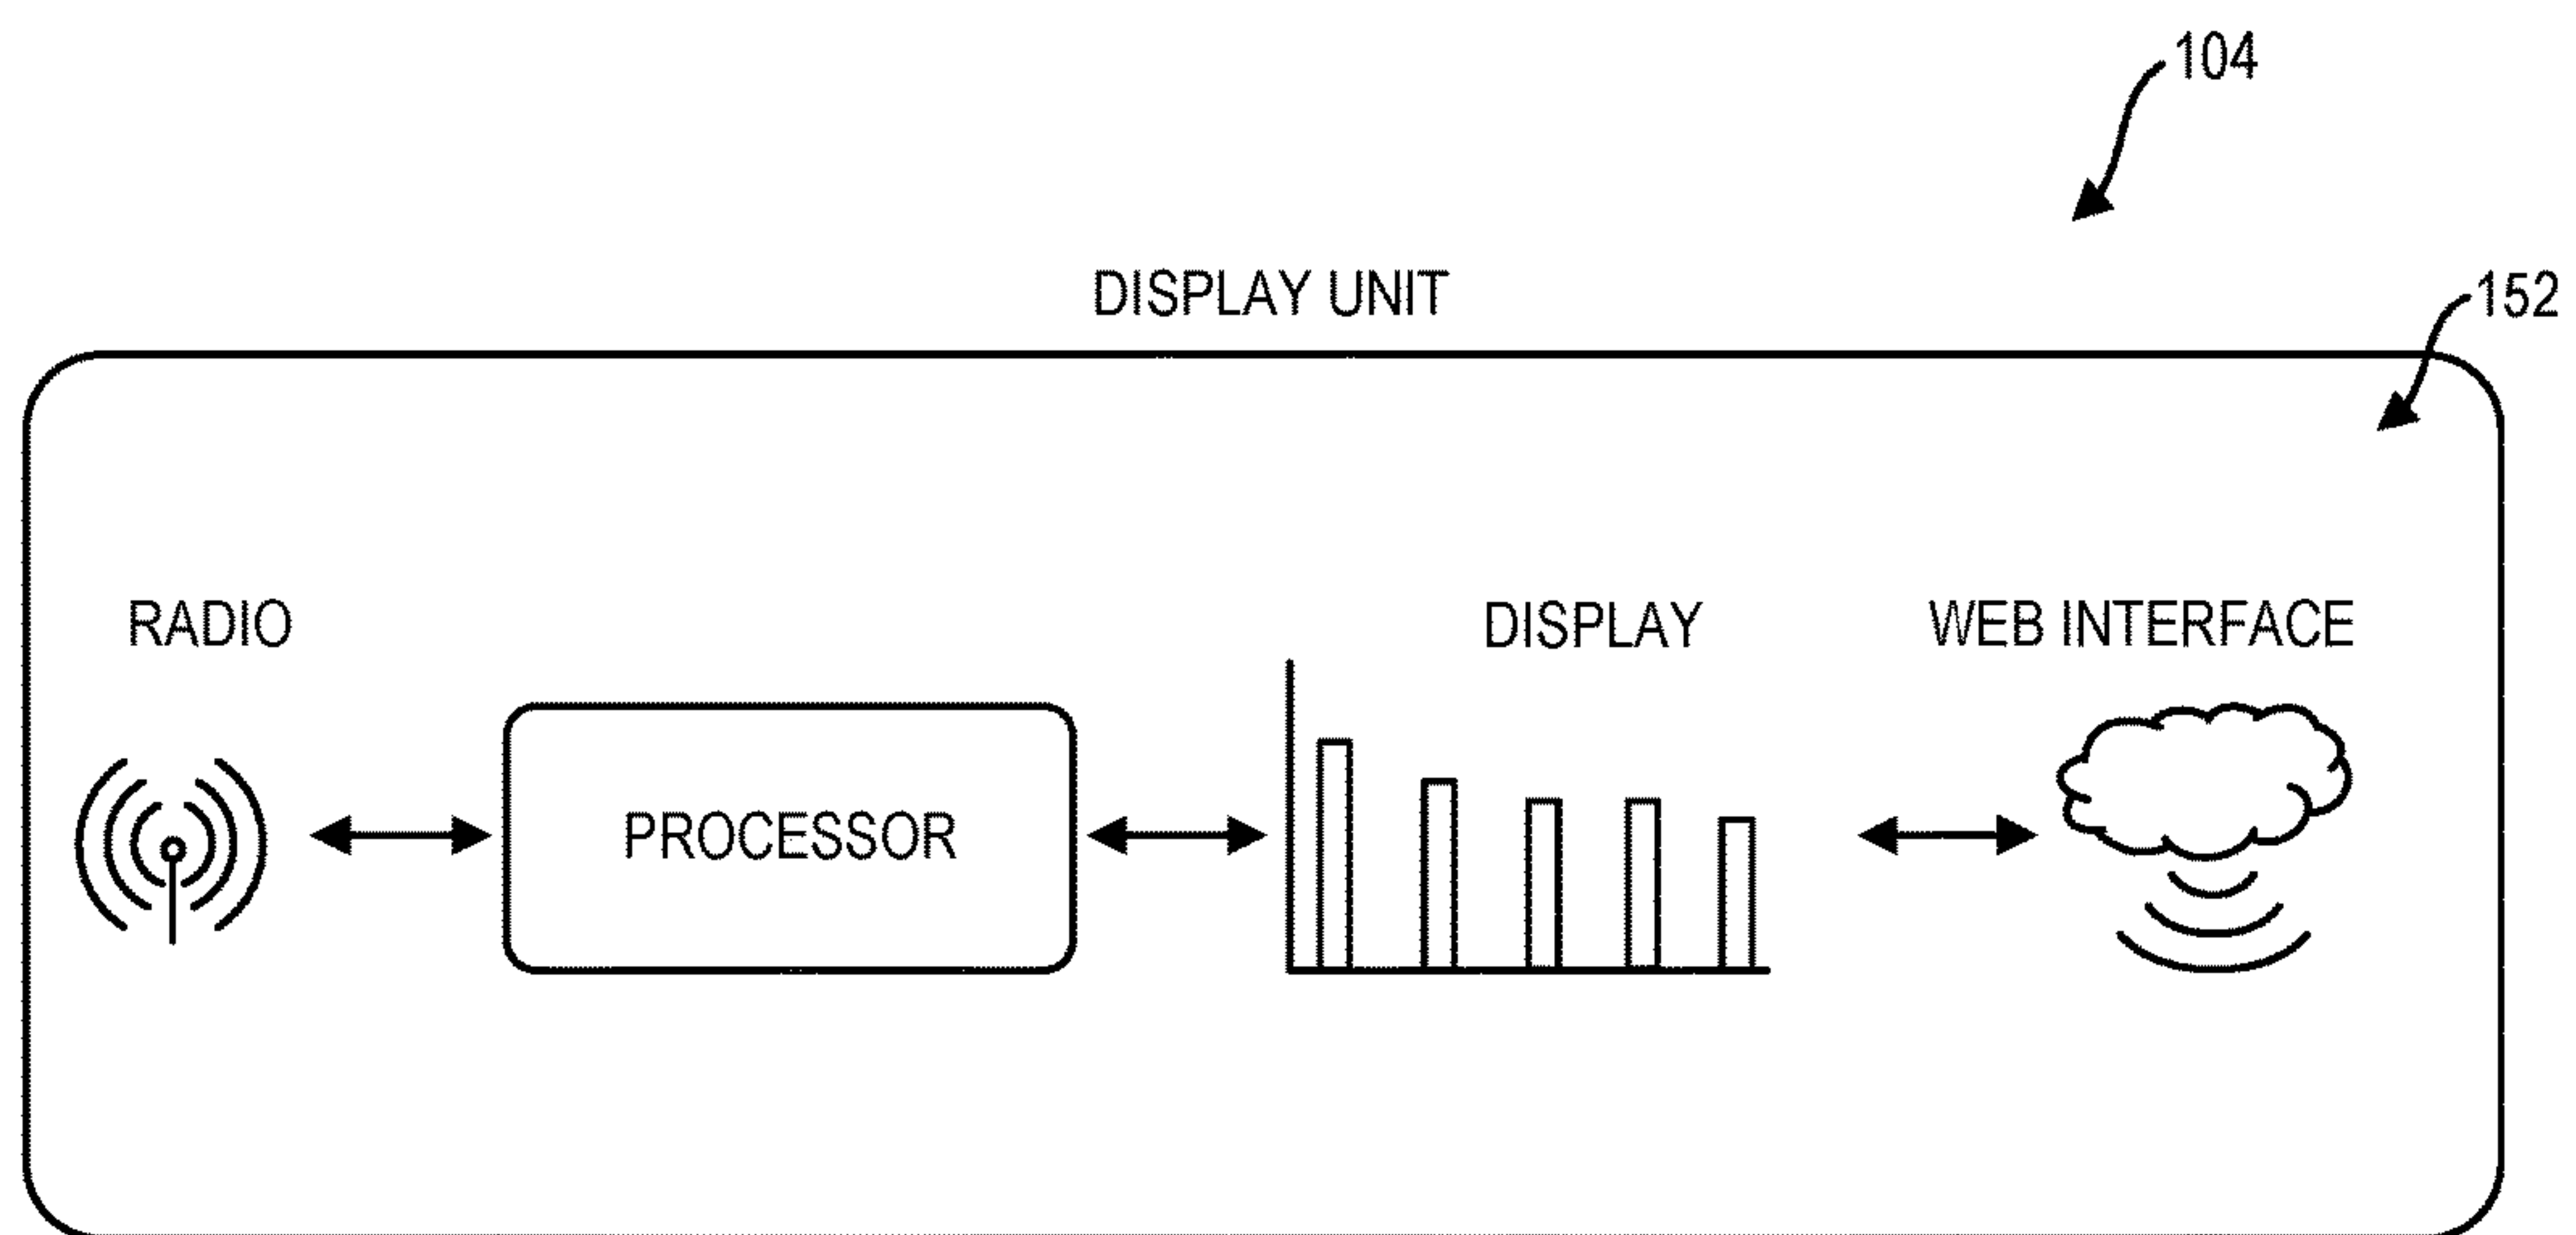 104
DISPLAY UNIT
152
RADIO
DISPLAY
WEB INTERFACE
PROCESSOR